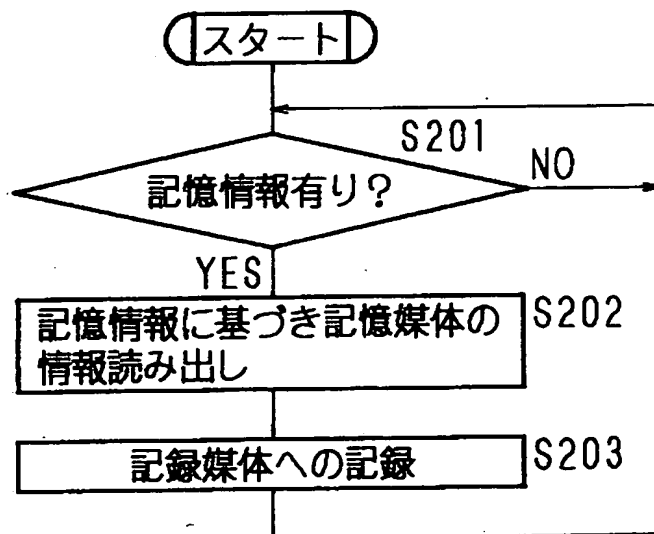 スタート
S201
記憶情報有り?
NO
YES
記憶情報に基づき記憶媒体の
情報読み出し
S202
記録媒体への記録
S203